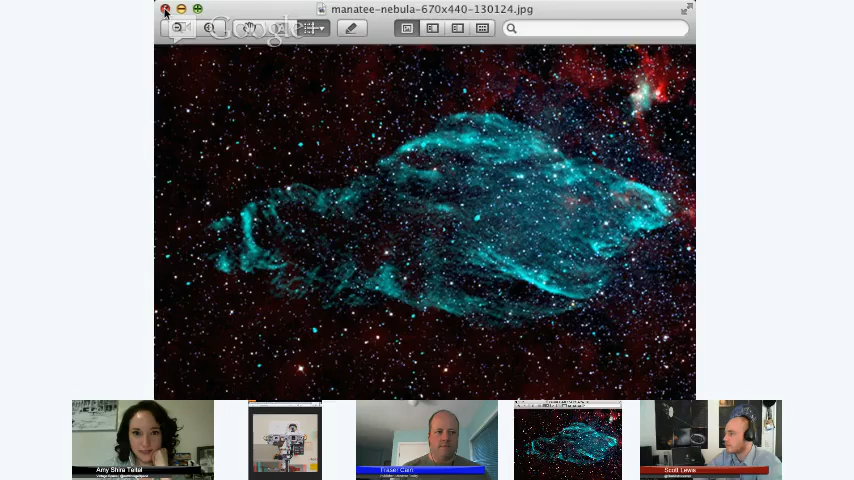 manatee-nebula-670x440-130124.jpg
Google
Amy Shira Teitel
Fraser Cain
Scott Lewis